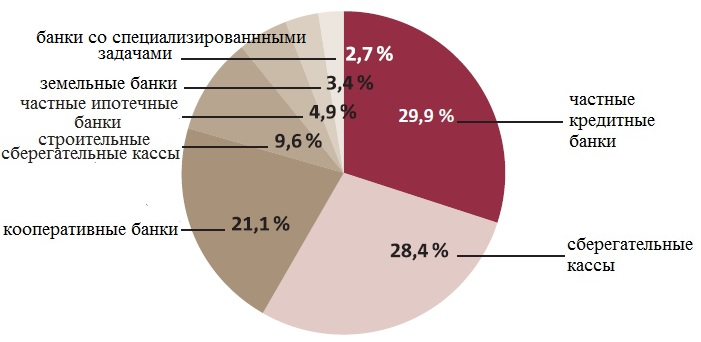 банки со специализированнными
задачами
2,7 %
земельные банки
3,4 %
частные ипотечные
банки
4,9 %
строительные
сберегательные кассы
9,6 %
кооперативные банки
21,1 %
29,9 %
частные
кредитные
банки
28,4 %
сберегательные
кассы